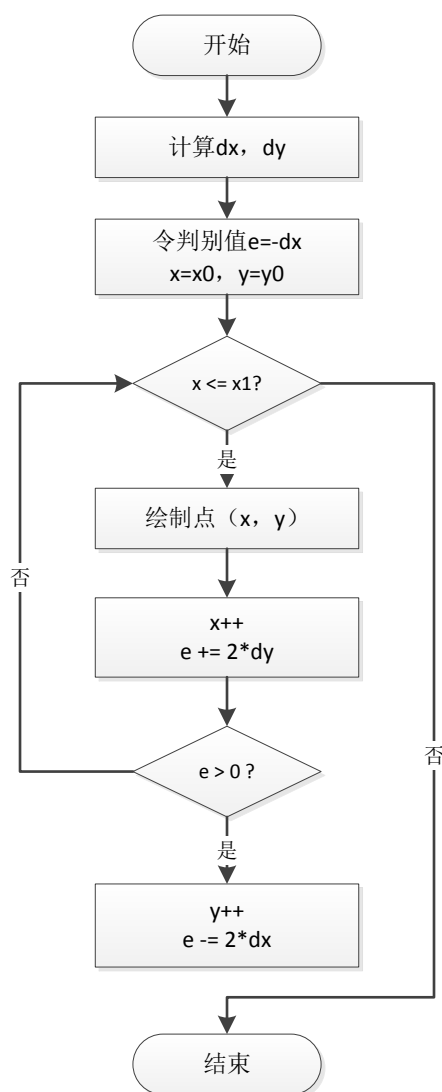 开始
计算dx，dy
令判别值e=-dx
x=x0，y=y0
x <= x1?
是
绘制点（x，y）
否
x++
e += 2*dy
否
e > 0 ?
是
y++
e -= 2*dx
结束